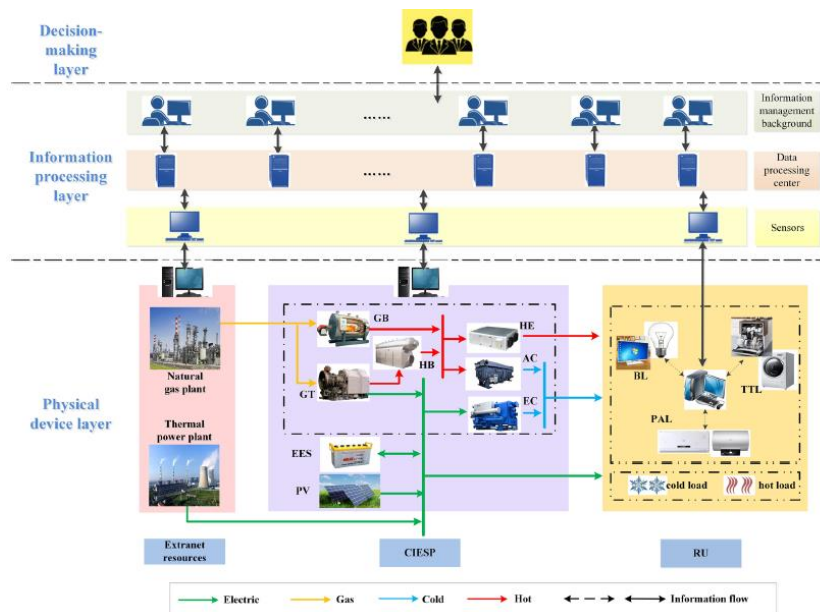 Decision-
making
layer
Information
management
background
......
Information
processing
layer
Data
processing
center
......
Sensors
Physical
device layer
Natural
gas plant
Thermal
power plant
GB
HE
HB
AC
GT
EC
EES
PV
BL
TTL
PAL
cold load
hot load
Extranet
resources
CIESP
RU
Electric
Gas
Cold
Hot
Information flow